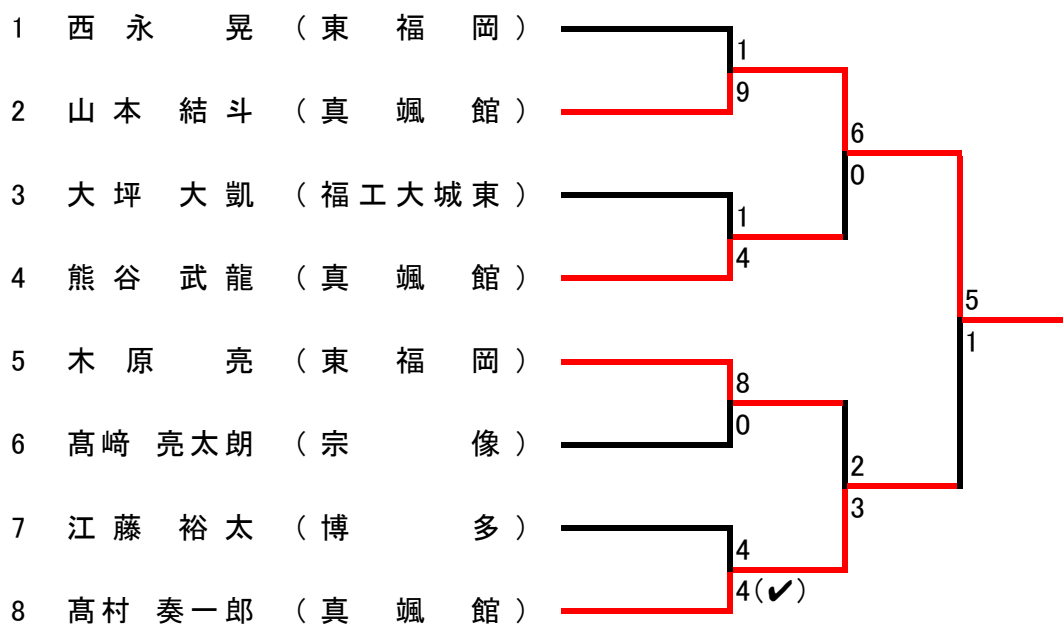 1 西永 晃 （東福岡）
1
9
2 山本 結斗 （真颯館）
6
0
3 大坪 大凱 （福工大城東）
1
4
4 熊谷 武龍 （真颯館）
5
1
5 木原 亮 （東福岡）
8
0
6 髙﨑 亮太朗 （宗像）
2
3
7 江藤 裕太 （博多）
4
4(✔)
8 髙村 奏一郎 （真颯館）